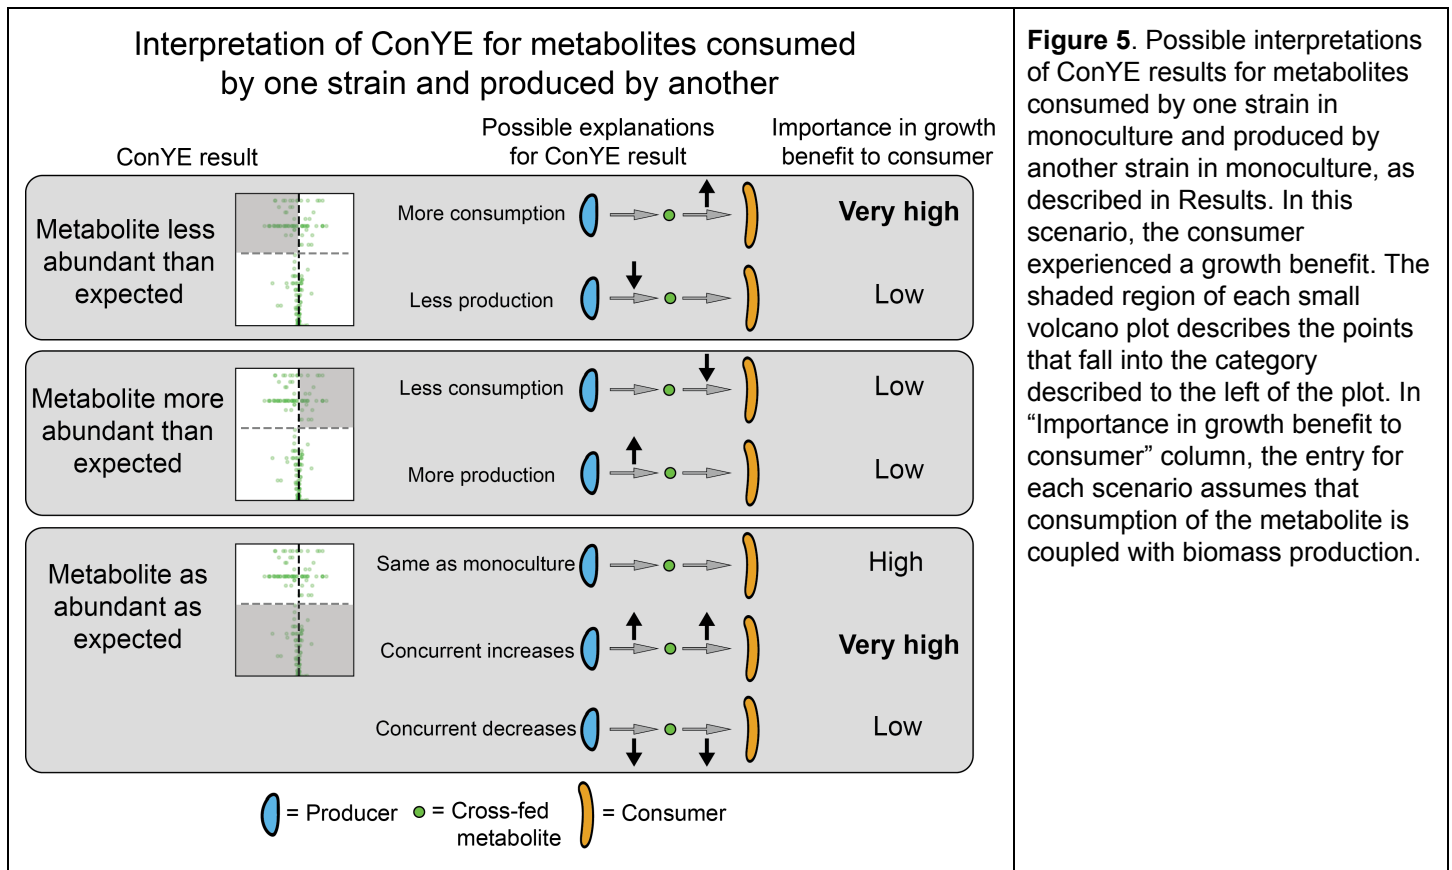 Interpretation of ConYE for metabolites consumed
by one strain and produced by another
ConYE result
Possible explanations
for ConYE result
Importance in growth
benefit to consumer
Metabolite less
abundant than
expected
More consumption
Very high
Less production
Low
Metabolite more
abundant than
expected
Less consumption
Low
More production
Low
Metabolite as
abundant as
expected
Same as monoculture
High
Concurrent increases
Very high
Concurrent decreases
Low
= Producer
= Cross-fed
metabolite
= Consumer
Figure 5. Possible interpretations
of ConYE results for metabolites
consumed by one strain in
monoculture and produced by
another strain in monoculture, as
described in Results. In this
scenario, the consumer
experienced a growth benefit. The
shaded region of each small
volcano plot describes the points
that fall into the category
described to the left of the plot. In
“Importance in growth benefit to
consumer” column, the entry for
each scenario assumes that
consumption of the metabolite is
coupled with biomass production.